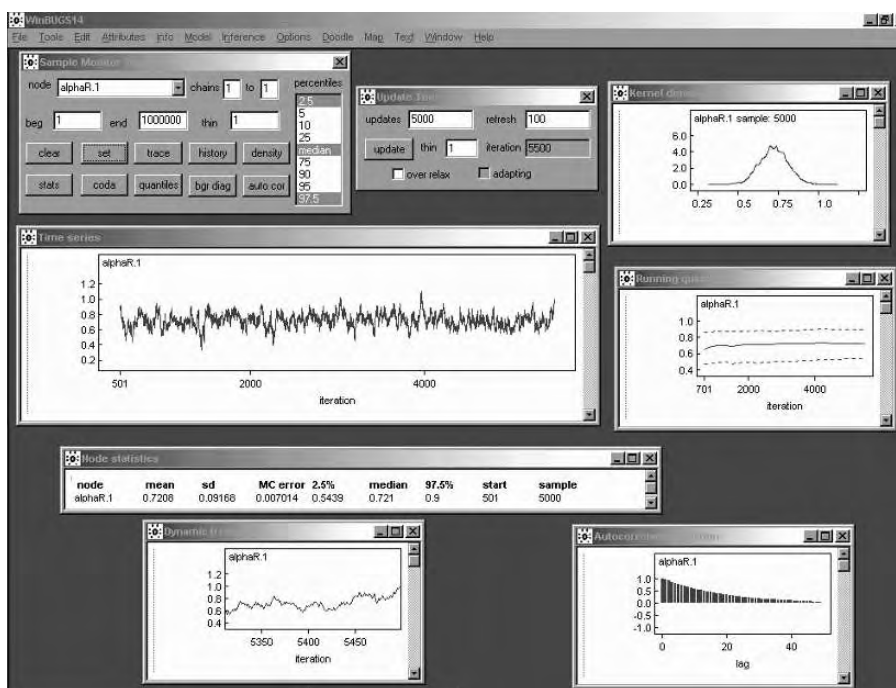 WinBUGS14
File Tools Edit Attributes Info Model Inference Options Doodle Map Text Window Help
Sample Monitor
node alphaR.1 chains 1 to 1 percentiles
2.5
5
10
25
median
75
90
95
97.5
beg 1 end 1000000 thin 1
clear set trace history density
stats coda quantiles bgr diag auto cor
Update
updates 5000 refresh 100
update thin 1 iteration 5500
over relax adapting
Kernel
alphaR.1 sample: 5000
6.0
4.0
2.0
0.0
0.25 0.5 0.75 1.0
Time series
alphaR.1
1.2
1.0
0.8
0.6
0.4
0.2
501 2000 4000
iteration
Running
alphaR.1
1.0
0.8
0.6
0.4
701 2000 4000
iteration
Node statistics
node mean sd MC error 2.5% median 97.5% start sample
alphaR.1 0.7208 0.09168 0.007014 0.5439 0.721 0.9 501 5000
Dynamic
alphaR.1
1.2
1.0
0.8
0.6
0.4
5350 5400 5450
iteration
alphaR.1
1.0
0.5
0.0
-0.5
-1.0
0 20 40
lag